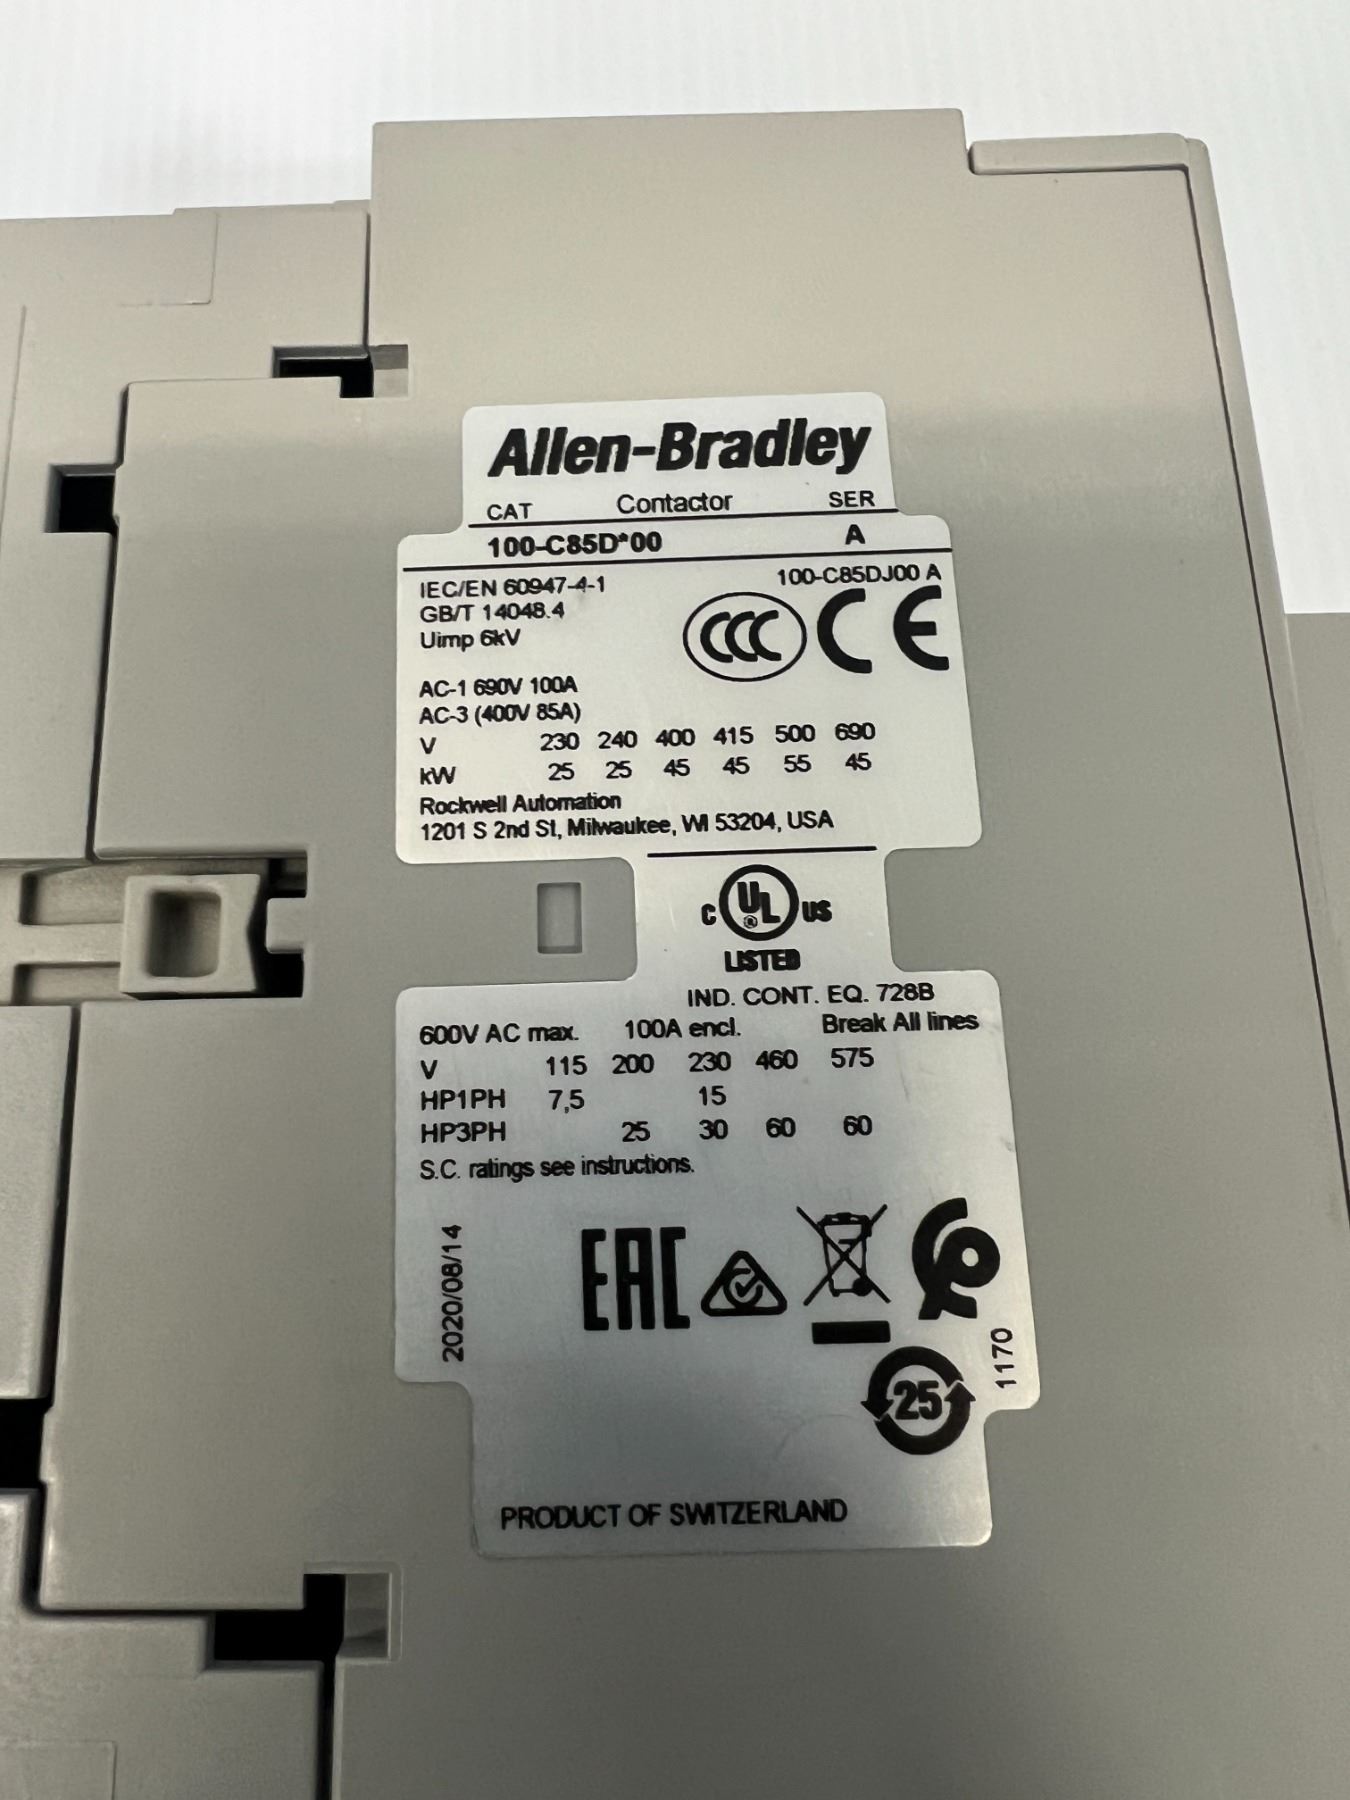 Allen-Bradley
CAT Contactor SER
100-C85D*00 A
IEC/EN 60947-4-1 100-C85DJ00 A
GB/T 14048.4
Uimp 6kV
CCC CE
AC-1 690V 100A
AC-3 (400V 85A)
V 230 240 400 415 500 690
kW 25 25 45 45 55 45
Rockwell Automation
1201 S 2nd St, Milwaukee, WI 53204, USA
C UL ® US
LISTED
IND. CONT. EQ. 728B
600V AC max. 100A encl. Break All lines
V 115 200 230 460 575
HP1PH 7,5 15
HP3PH 25 30 60 60
S.C. ratings see instructions.
2020/08/14
EAC
1170
25
PRODUCT OF SWITZERLAND